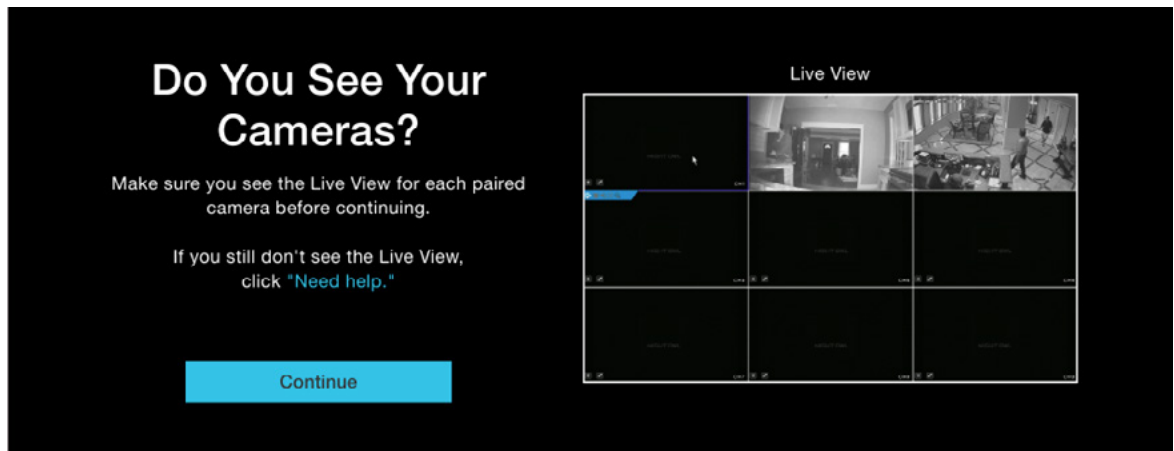 Do You See Your
Cameras?
Make sure you see the Live View for each paired
camera before continuing.
If you still don't see the Live View,
click "Need help."
Continue
Live View